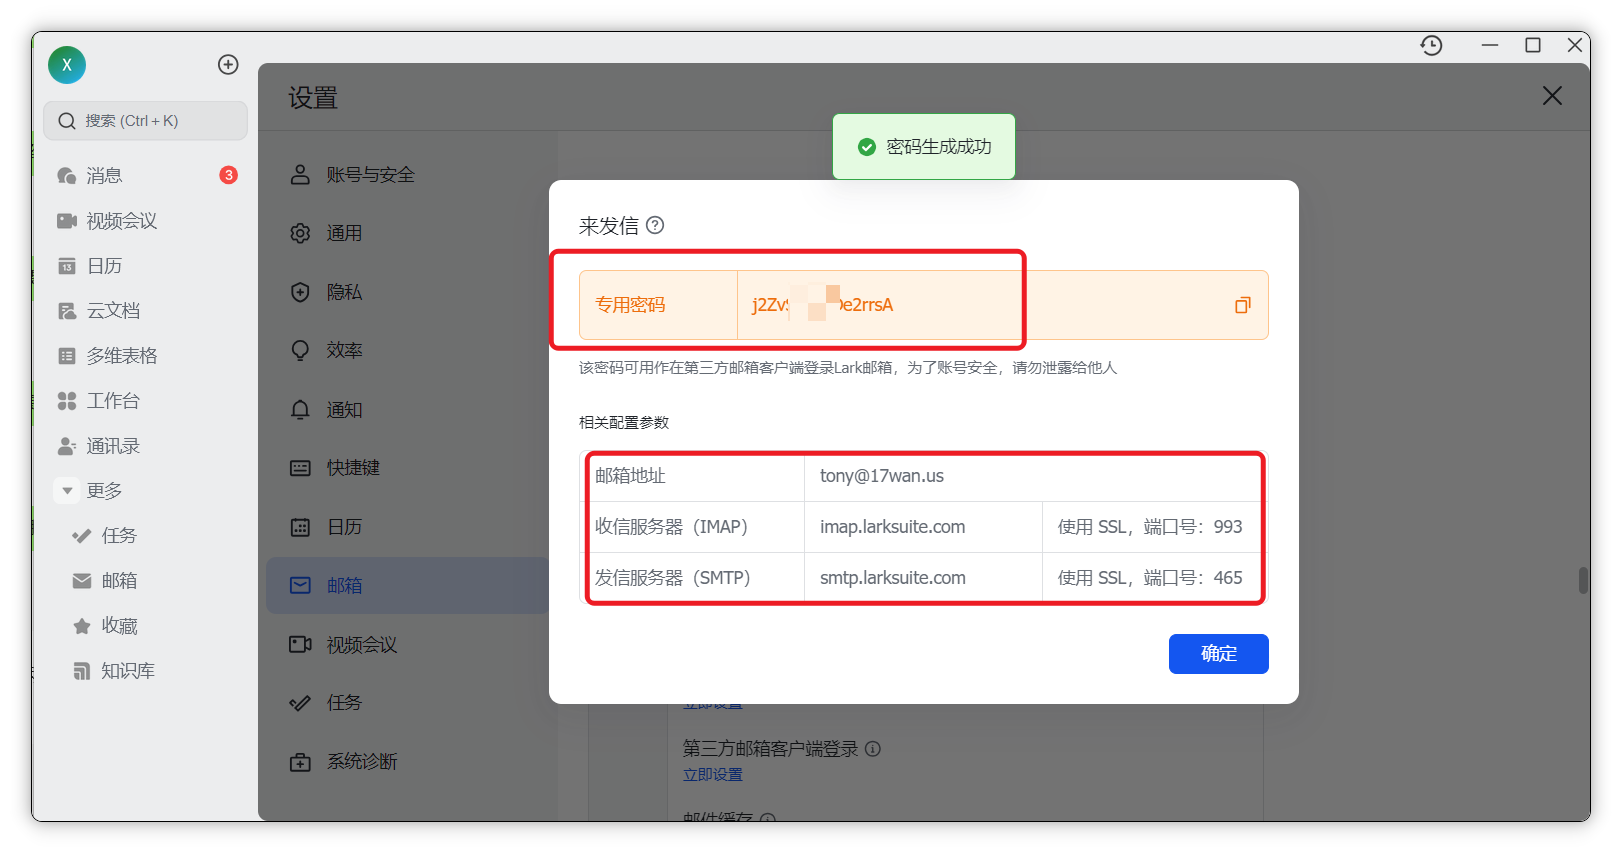 X
搜索 (Ctrl + K)
消息
3
视频会议
13
日历
云文档
多维表格
工作台
通讯录
更多
任务
邮箱
收藏
知识库
设置
账号与安全
通用
隐私
效率
通知
快捷键
日历
邮箱
视频会议
任务
系统诊断
密码生成成功
来发信
专用密码
j2Zv
e2rrsA
该密码可用作在第三方邮箱客户端登录Lark邮箱，为了账号安全，请勿泄露给他人
相关配置参数
邮箱地址 tony@17wan.us
收信服务器（IMAP） imap.larksuite.com 使用 SSL，端口号：993
发信服务器（SMTP） smtp.larksuite.com 使用 SSL，端口号：465
确定
立即设置
第三方邮箱客户端登录
立即设置
邮件缓存